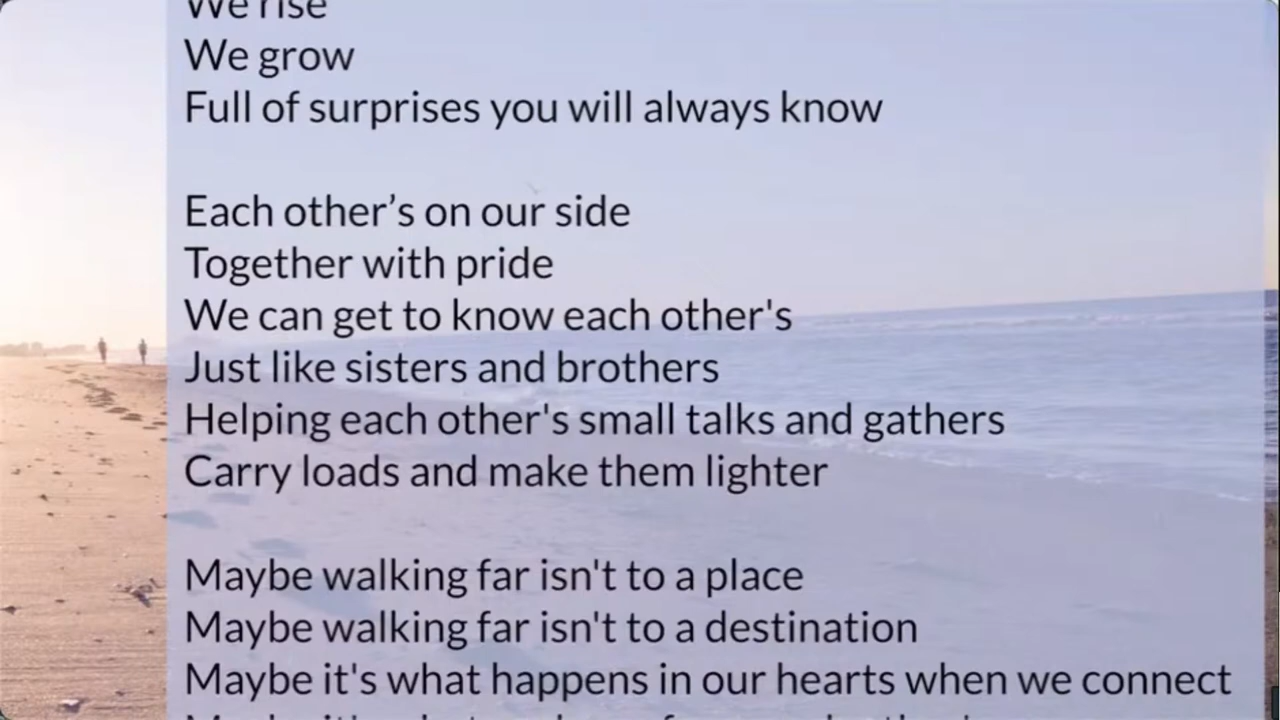 We rise
We grow
Full of surprises you will always know
Each other’s on our side
Together with pride
We can get to know each other's
Just like sisters and brothers
Helping each other's small talks and gathers
Carry loads and make them lighter
Maybe walking far isn't to a place
Maybe walking far isn't to a destination
Maybe it's what happens in our hearts when we connect